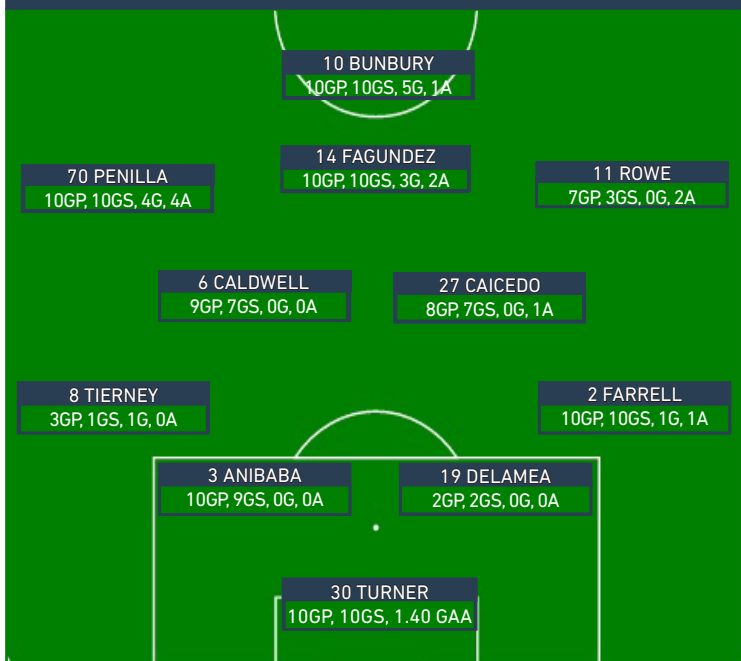 10 BUNBURY
10GP, 10GS, 5G, 1A
14 FAGUNDEZ
10GP, 10GS, 3G, 2A
70 PENILLA
10GP, 10GS, 4G, 4A
11 ROWE
7GP, 3GS, 0G, 2A
6 CALDWELL
9GP, 7GS, 0G, 0A
27 CAICEDO
8GP, 7GS, 0G, 1A
8 TIERNEY
3GP, 1GS, 1G, 0A
2 FARRELL
10GP, 10GS, 1G, 1A
3 ANIBABA
10GP, 9GS, 0G, 0A
19 DELAMEA
2GP, 2GS, 0G, 0A
30 TURNER
10GP, 10GS, 1.40 GAA